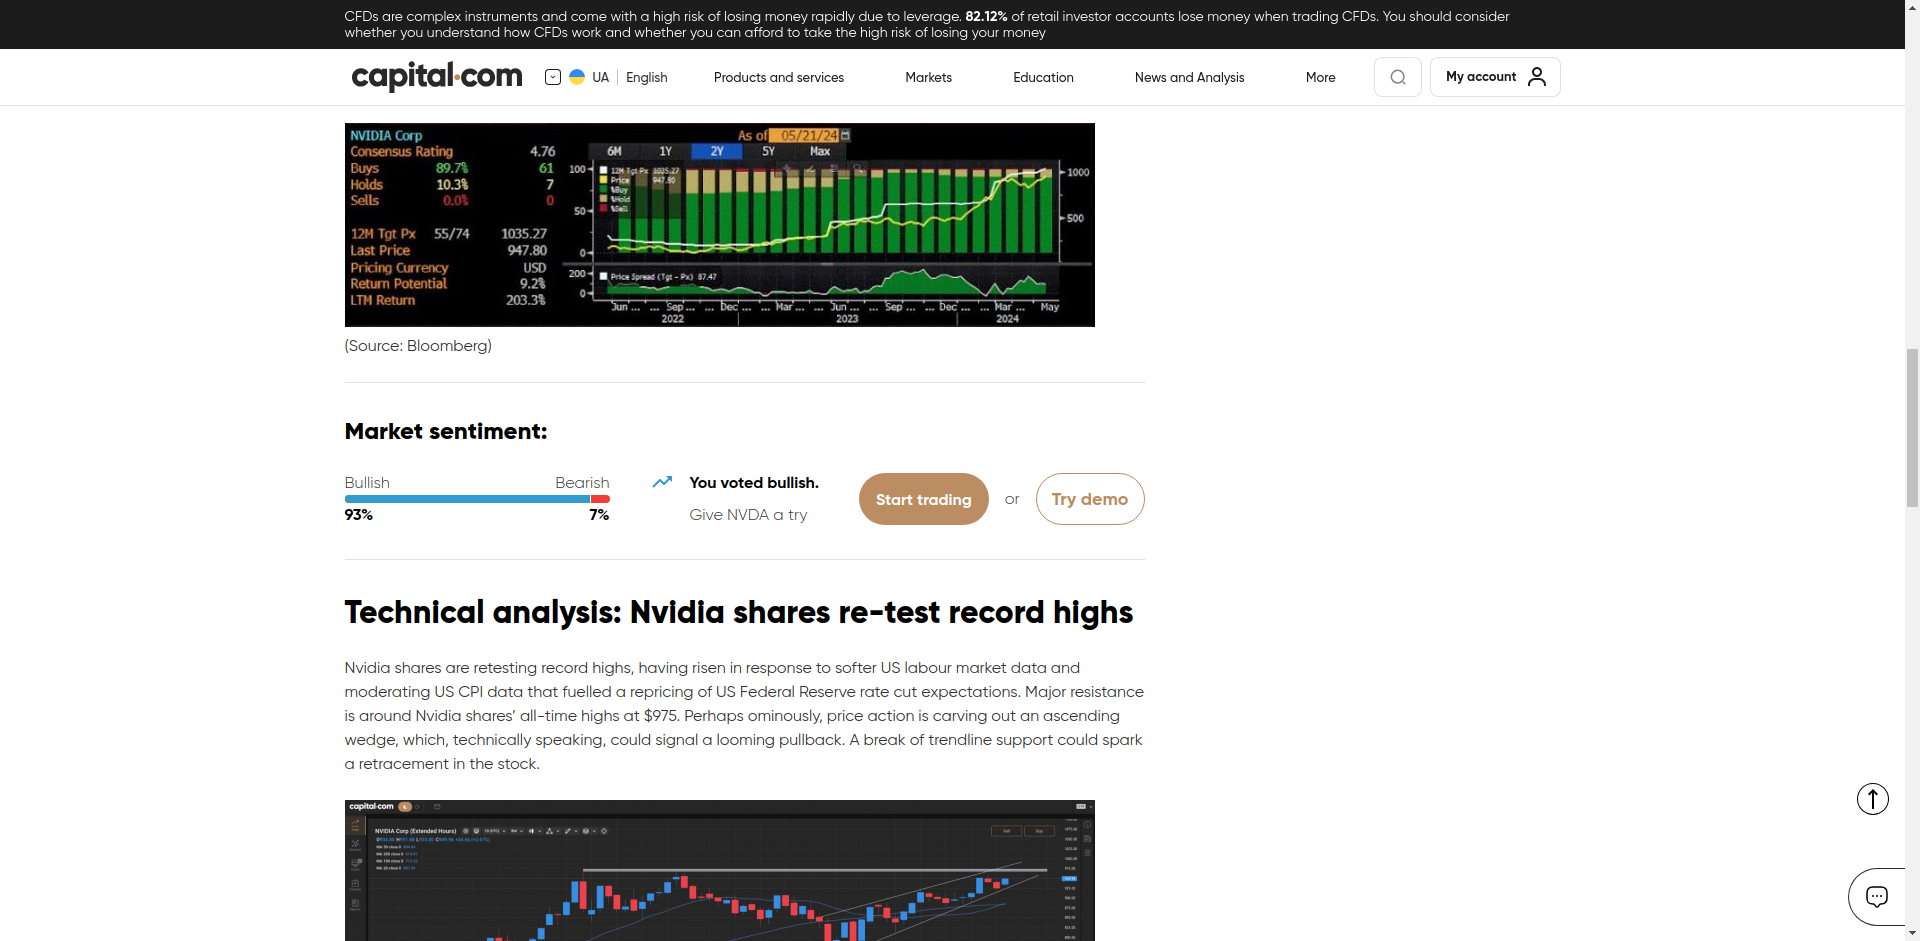 CFDs are complex instruments and come with a high risk of losing money rapidly due to leverage. 82.12% of retail investor accounts lose money when trading CFDs. You should consider
whether you understand how CFDs work and whether you can afford to take the high risk of losing your money
capital.com
UA
English
Products and services
Markets
Education
News and Analysis
More
My account
NVIDIA Corp
As of 05/21/24
Consensus Rating 4.76
6M 1Y 2Y 5Y Max
Buys 89.7% 61
Holds 10.3% 7
Sells 0.0% 0
12M Tgt Px 55/74 1035.27
Last Price 947.80
Pricing Currency USD
Return Potential 9.2%
LTM Return 203.3%
12M Tgt Px 1035.27
Price 947.80
%Buy
%Hold
%Sell
100
50
0
1000
500
200
0
Price Spread (Tgt - Px) 87.47
Jun ... ... Sep ... ... Dec ... ... Mar ... ... Jun ... ... Sep ... ... Dec ... ... Mar ... May
2022 2023 2024
(Source: Bloomberg)
Market sentiment:
Bullish Bearish
93% 7%
You voted bullish.
Give NVDA a try
Start trading
or
Try demo
Technical analysis: Nvidia shares re-test record highs
Nvidia shares are retesting record highs, having risen in response to softer US labour market data and
moderating US CPI data that fuelled a repricing of US Federal Reserve rate cut expectations. Major resistance
is around Nvidia shares’ all-time highs at $975. Perhaps ominously, price action is carving out an ascending
wedge, which, technically speaking, could signal a looming pullback. A break of trendline support could spark
a retracement in the stock.
capital.com
NVIDIA Corp (Extended Hours)
Sell
Buy